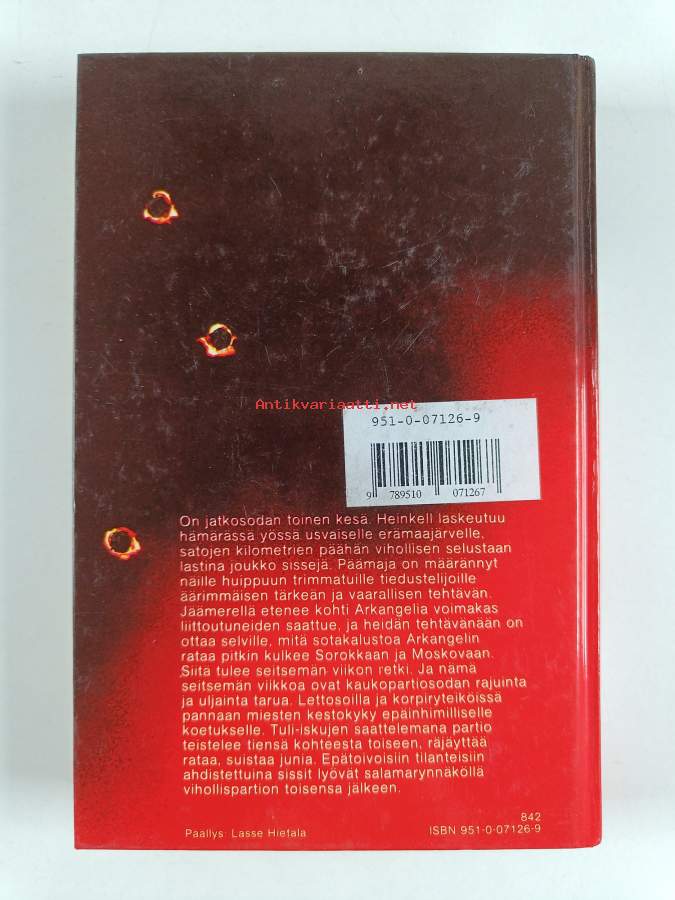 Antikvariaatti.net
951-0-07126-9
9 789510 071267
On jatkosodan toinen kesä. Heinkell laskeutuu
hämärässä yössä usvaiselle erämaajärvelle,
satojen kilometrien päähän vihollisen selustaan
lastina joukko sissejä. Päämaja on määrännyt
näille huippuun trimmatuille tiedustelijoille
äärimmäisen tärkeän ja vaarallisen tehtävän.
Jäämerellä etenee kohti Arkangelia voimakas
liittoutuneiden saattue, ja heidän tehtävänään on
ottaa selville, mitä sotakalustoa Arkangelin
rataa pitkin kulkee Sorokkaan ja Moskovaan.
Siitä tulee seitsemän viikon retki. Ja nämä
seitsemän viikkoa ovat kaukopartiosodan rajuinta
ja uljainta tarua. Lettosoilla ja korpiryteiköissä
pannaan miesten kestokyky epäinhimilliselle
koetukselle. Tuli-iskujen saattelemana partio
teistelee tiensä kohteesta toiseen, räjäyttää
rataa, suistaa junia. Epätoivoisiin tilanteisiin
ahdistettuina sissit lyövät salamarynnäköllä
vihollispartion toisensa jälkeen.
842
Päällys: Lasse Hietala
ISBN 951-0-07126-9